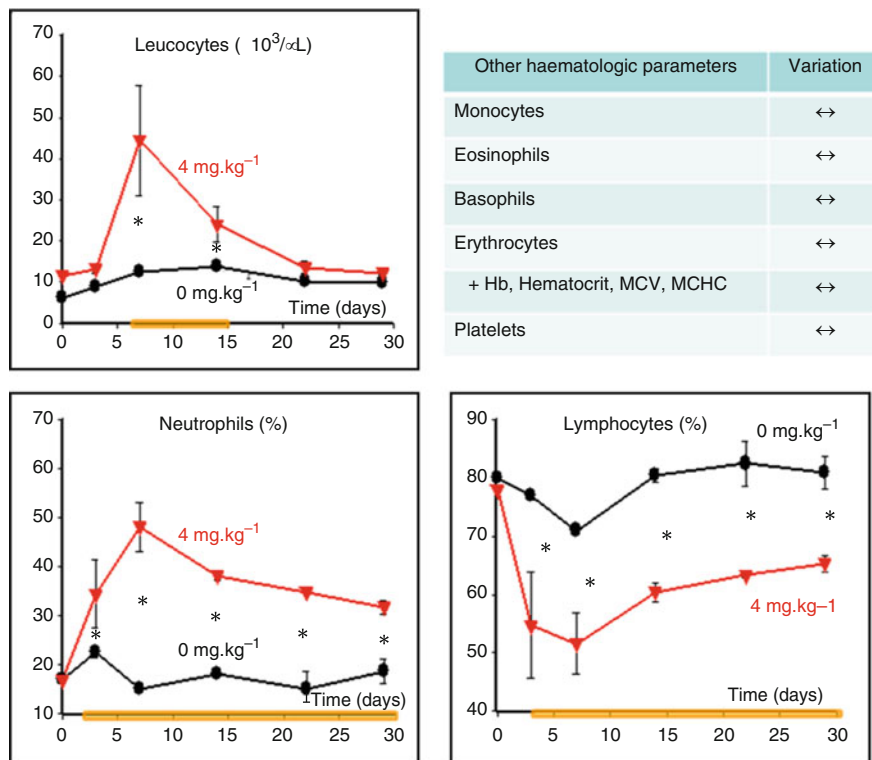 Leucocytes ( 10³/∝L)
70
60
50
40
30
20
10
0
4 mg.kg⁻¹
*
*
0 mg.kg⁻¹
Time (days)
0 5 10 15 20 25 30
Other haematologic parameters Variation
Monocytes ↔
Eosinophils ↔
Basophils ↔
Erythrocytes ↔
+ Hb, Hematocrit, MCV, MCHC ↔
Platelets ↔
Neutrophils (%)
70
60
50
40
30
20
10
4 mg.kg⁻¹
* * * * *
0 mg.kg⁻¹
Time (days)
0 5 10 15 20 25 30
Lymphocytes (%)
90
80
70
60
50
40
0 mg.kg⁻¹
* * * * *
4 mg.kg–1
Time (days)
0 5 10 15 20 25 30